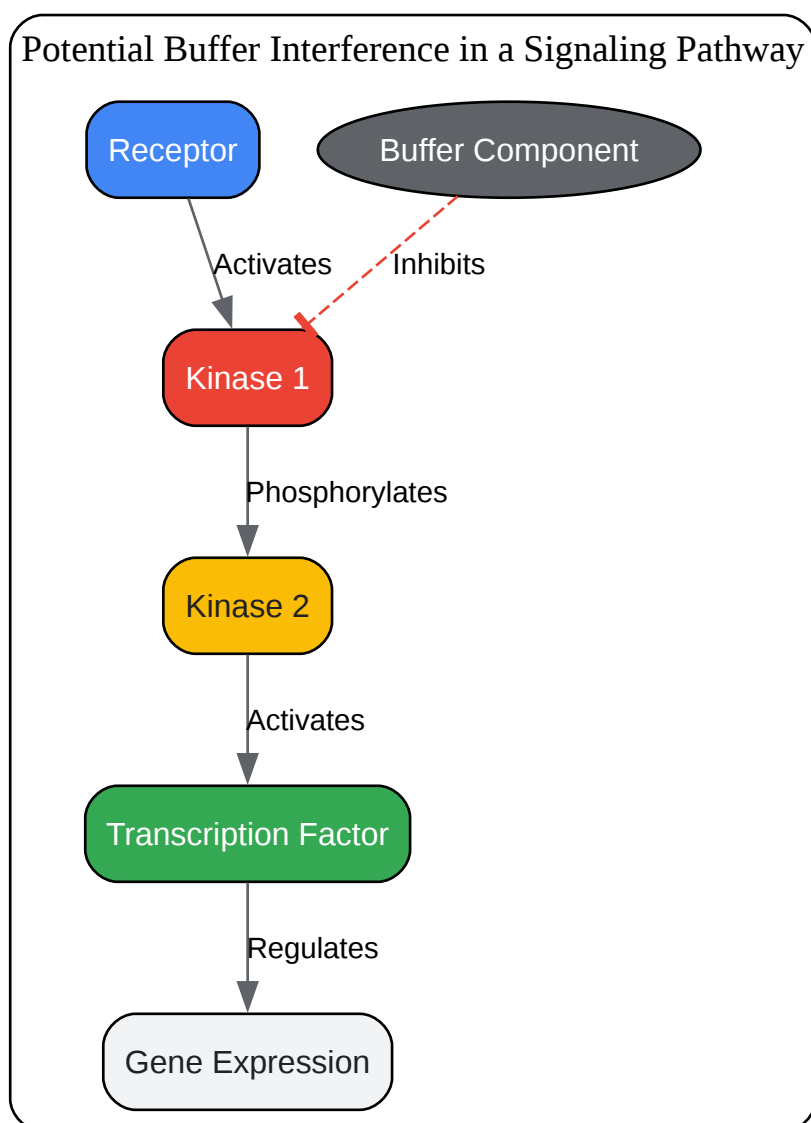 Potential Buffer Interference in a Signaling Pathway
Receptor
Buffer Component
Activates
Inhibits
Kinase 1
Phosphorylates
Kinase 2
Activates
Transcription Factor
Regulates
Gene Expression